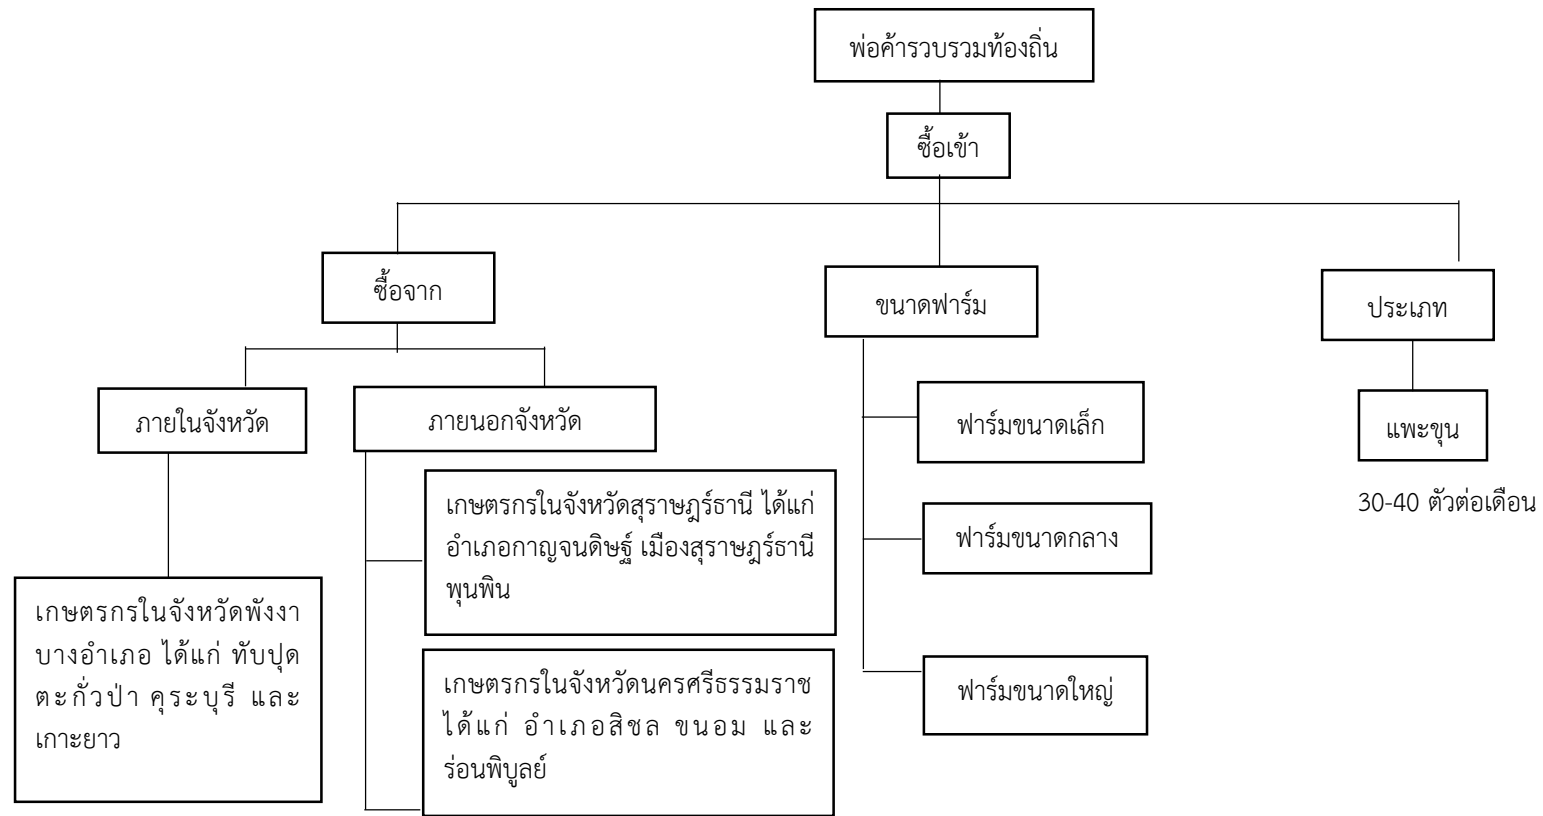 พ่อค้ารวบรวมท้องถิ่น
ซื้อเข้า
ซื้อจาก
ขนาดฟาร์ม
ประเภท
ภายในจังหวัด
ภายนอกจังหวัด
ฟาร์มขนาดเล็ก
แพะขุน
30-40 ตัวต่อเดือน
เกษตรกรในจังหวัดสุราษฎร์ธานี ได้แก่
อำเภอกาญจนดิษฐ์ เมืองสุราษฎร์ธานี
พุนพิน
ฟาร์มขนาดกลาง
เกษตรกรในจังหวัดพังงา
บางอำเภอ ได้แก่ ทับปุด
ตะกั่วป่า คุระบุรี และ
เกาะยาว
เกษตรกรในจังหวัดนครศรีธรรมราช
ได้แก่ อำเภอสิชล ขนอม และ
ร่อนพิบูลย์
ฟาร์มขนาดใหญ่